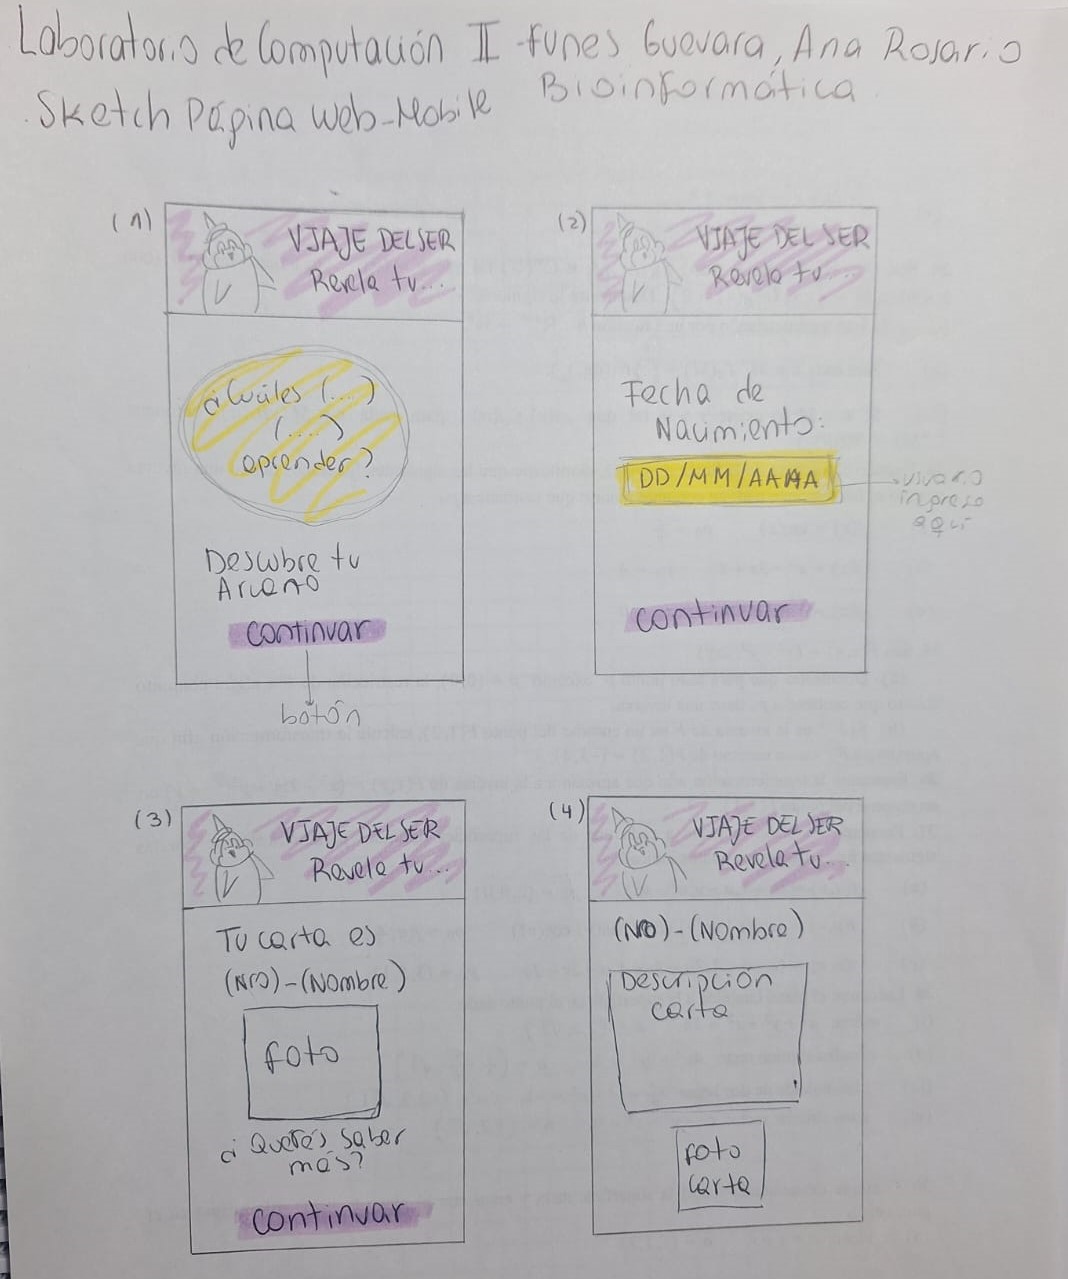 Laboratorio de Computación II - Funes Guevara, Ana Rosario
Bioinformática
Sketch Página web-Mobile
(1)
VIAJE DEL SER
Revela tu...
¿Cuáles (...)
(....)
aprender?
Descubre tu
Arcano
continuar
botón
(2)
VIAJE DEL SER
Revela tu...
Fecha de
Nacimiento:
DD/MM/AAAA
continuar
ingreso
aquí
(3)
VIAJE DEL SER
Revela tu...
Tu carta es
(Nro)-(Nombre)
foto
¿Querés saber
más?
continuar
(4)
VIAJE DEL SER
Revela tu...
(NO)-(Nombre)
Descripción
carta
foto
carta